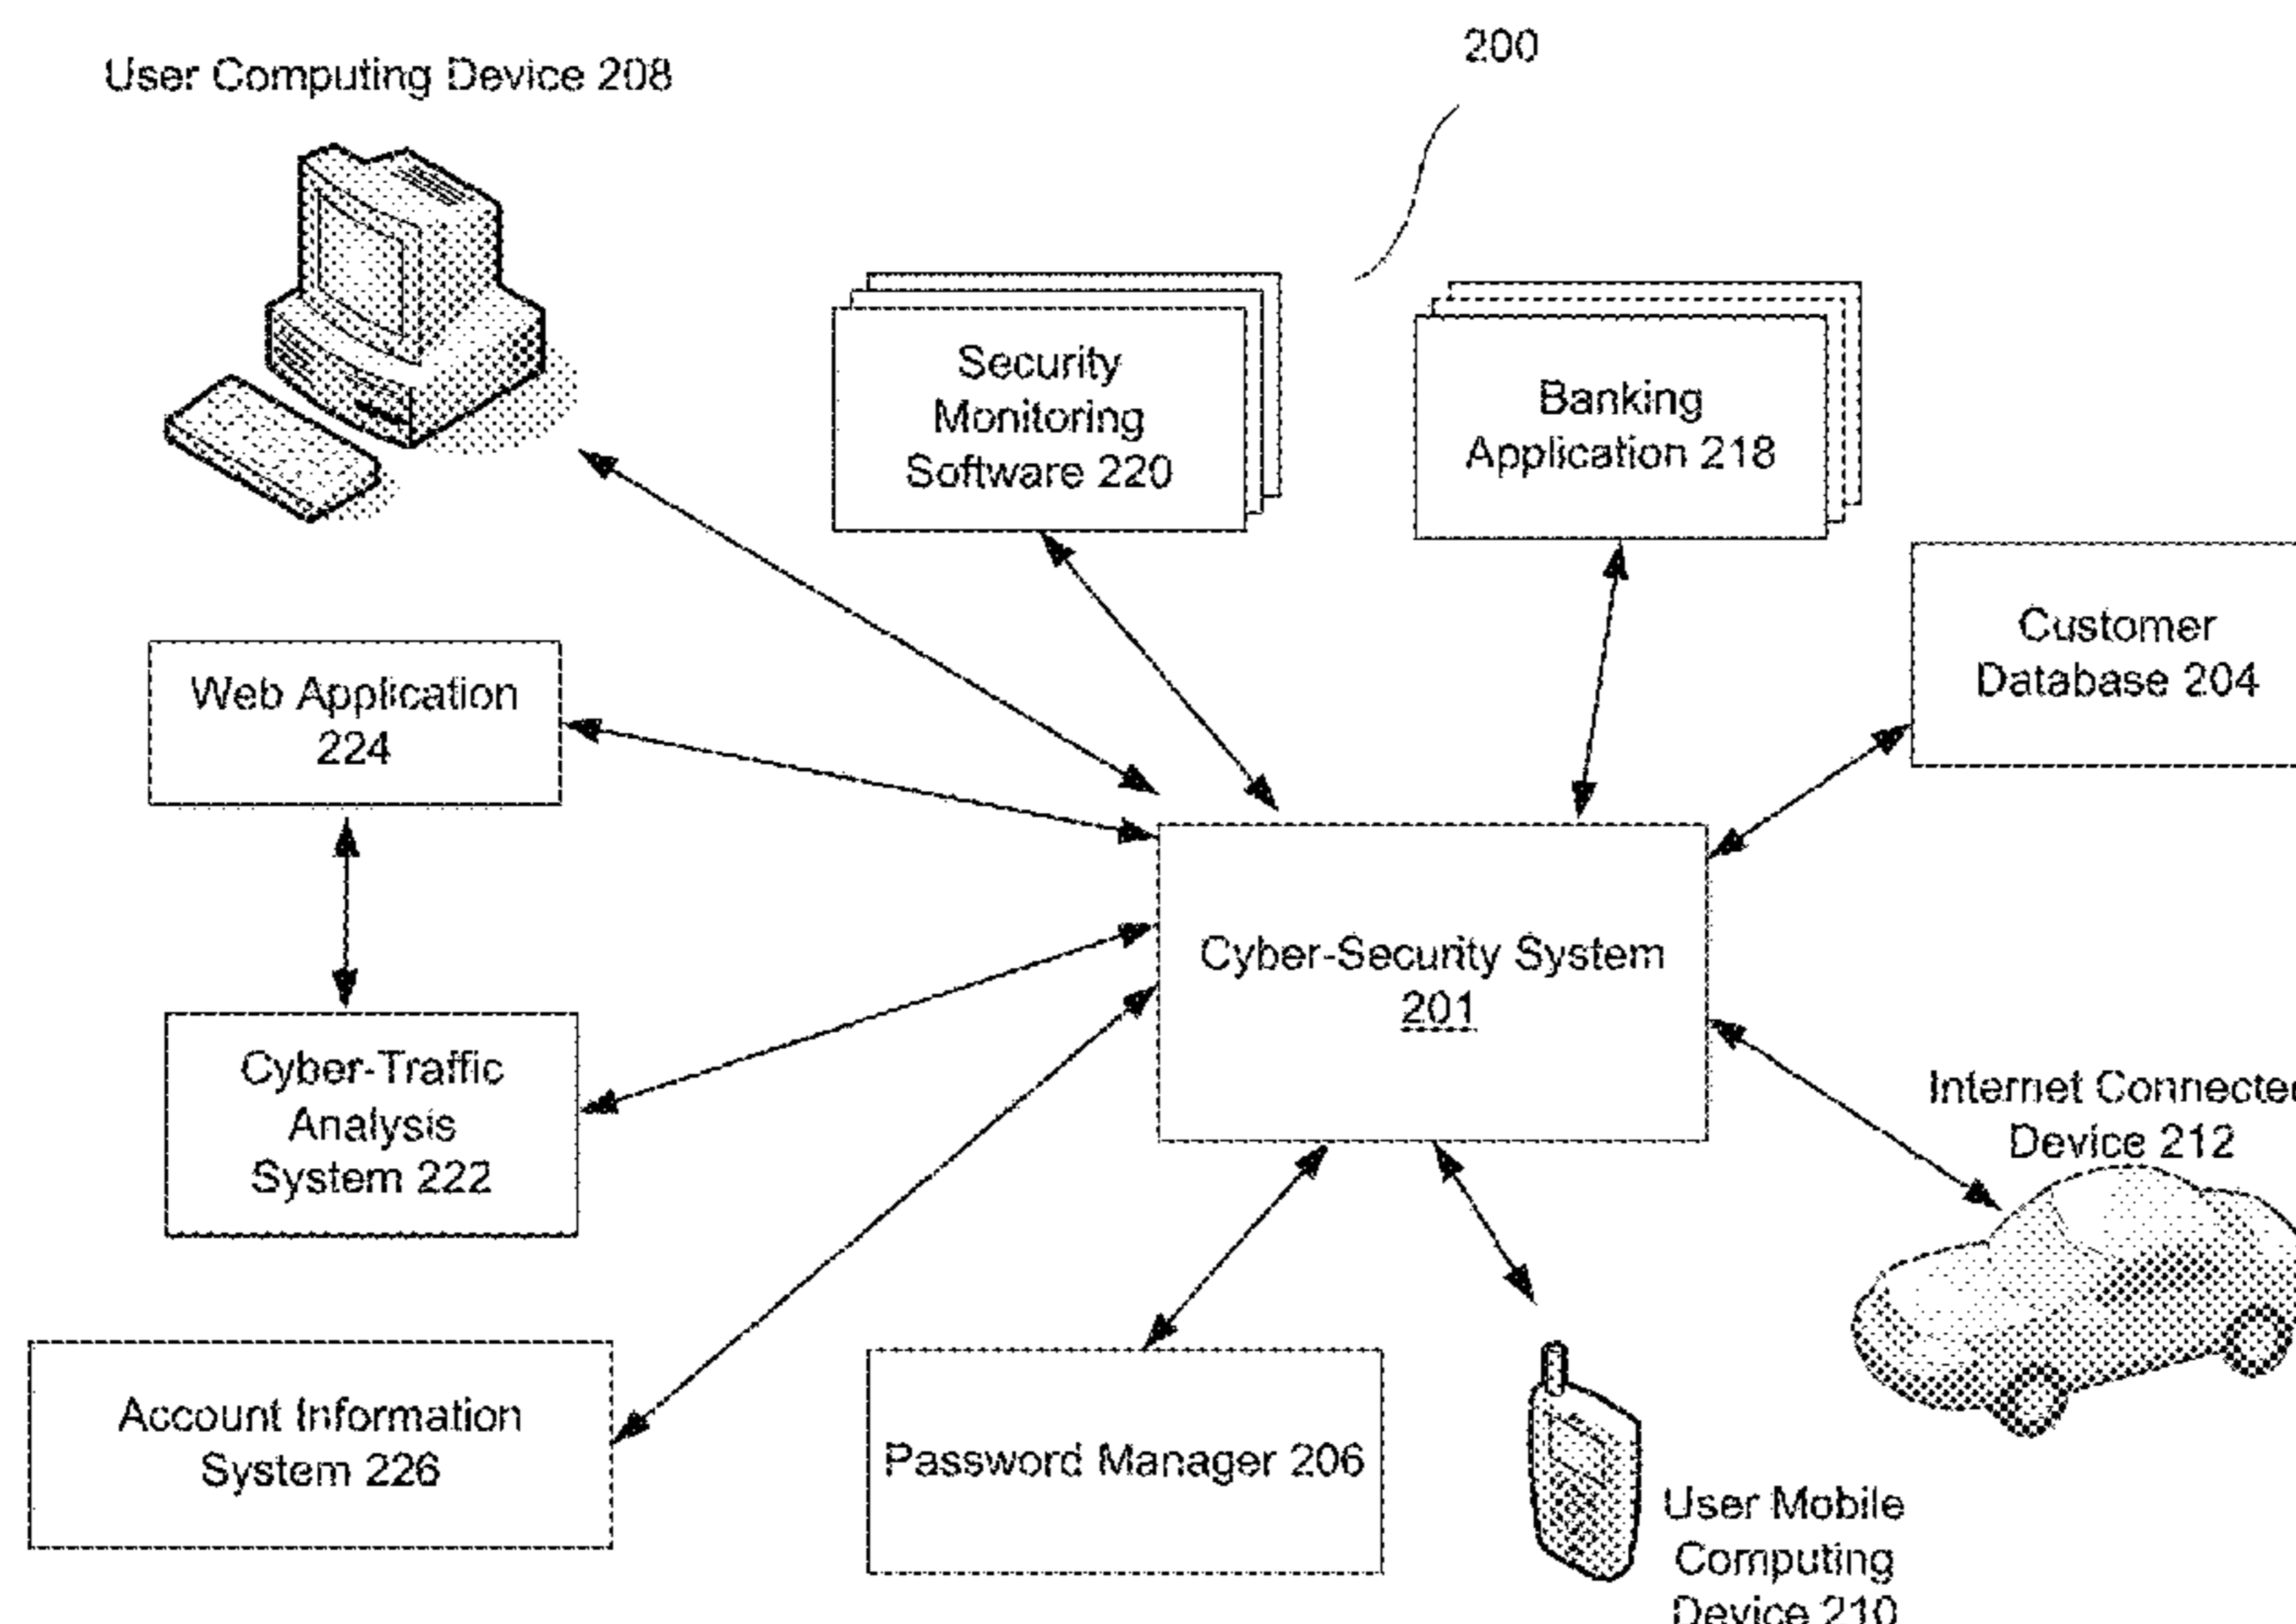 200
User Computing Device 208
Security
Monitoring
Software 220
Banking
Application 218
Customer
Database 204
Web Application
224
Cyber-Security System
201
Cyber-Traffic
Analysis
System 222
Internet Connected
Device 212
Account Information
System 226
Password Manager 206
User Mobile
Computing
Device 210